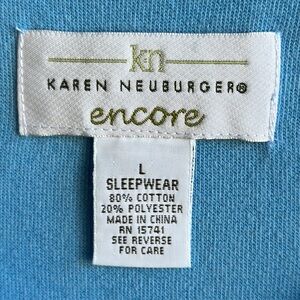 kn
KAREN NEUBURGER®
encore
L
SLEEPWEAR
80% COTTON
20% POLYESTER
MADE IN CHINA
RN 15741
SEE REVERSE
FOR CARE